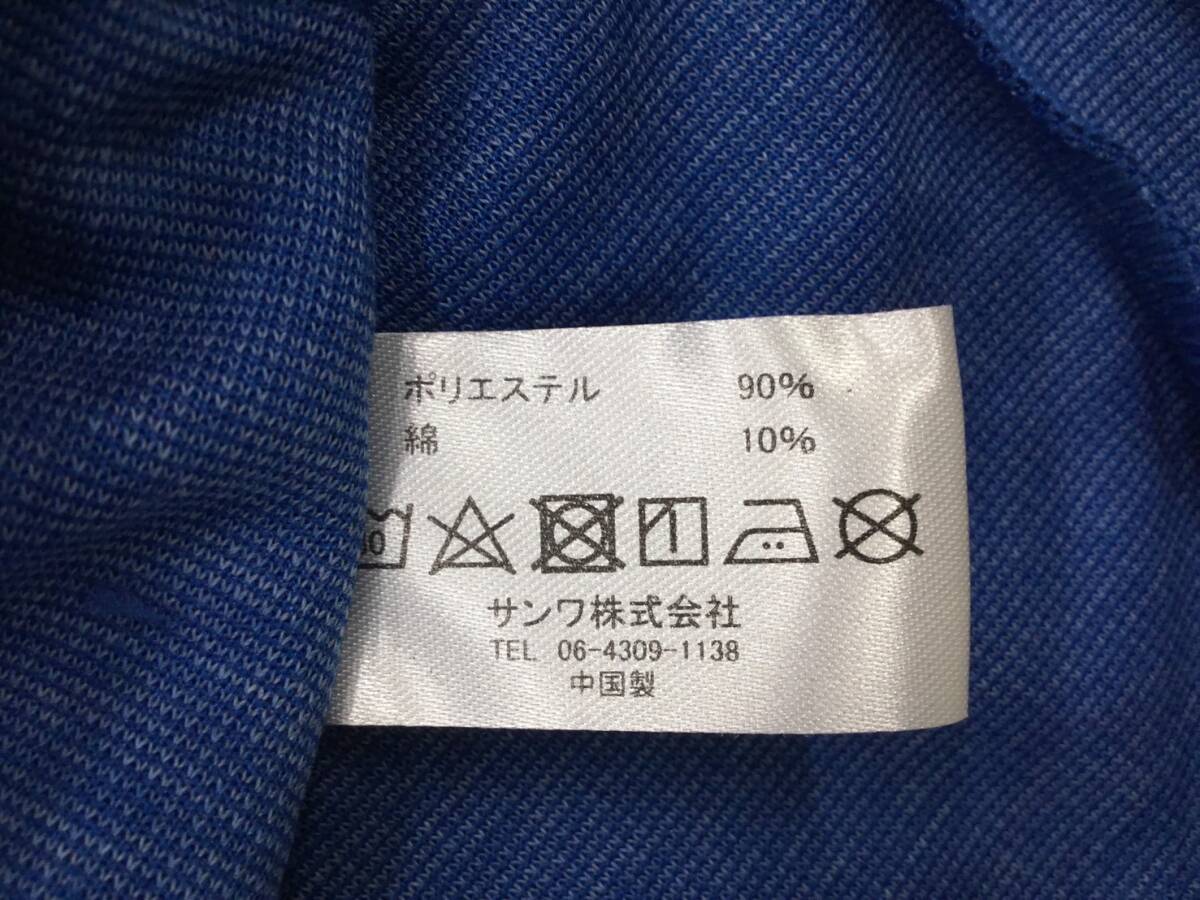 ポリエステル 90%
綿 10%
サンワ株式会社
TEL 06-4309-1138
中国製